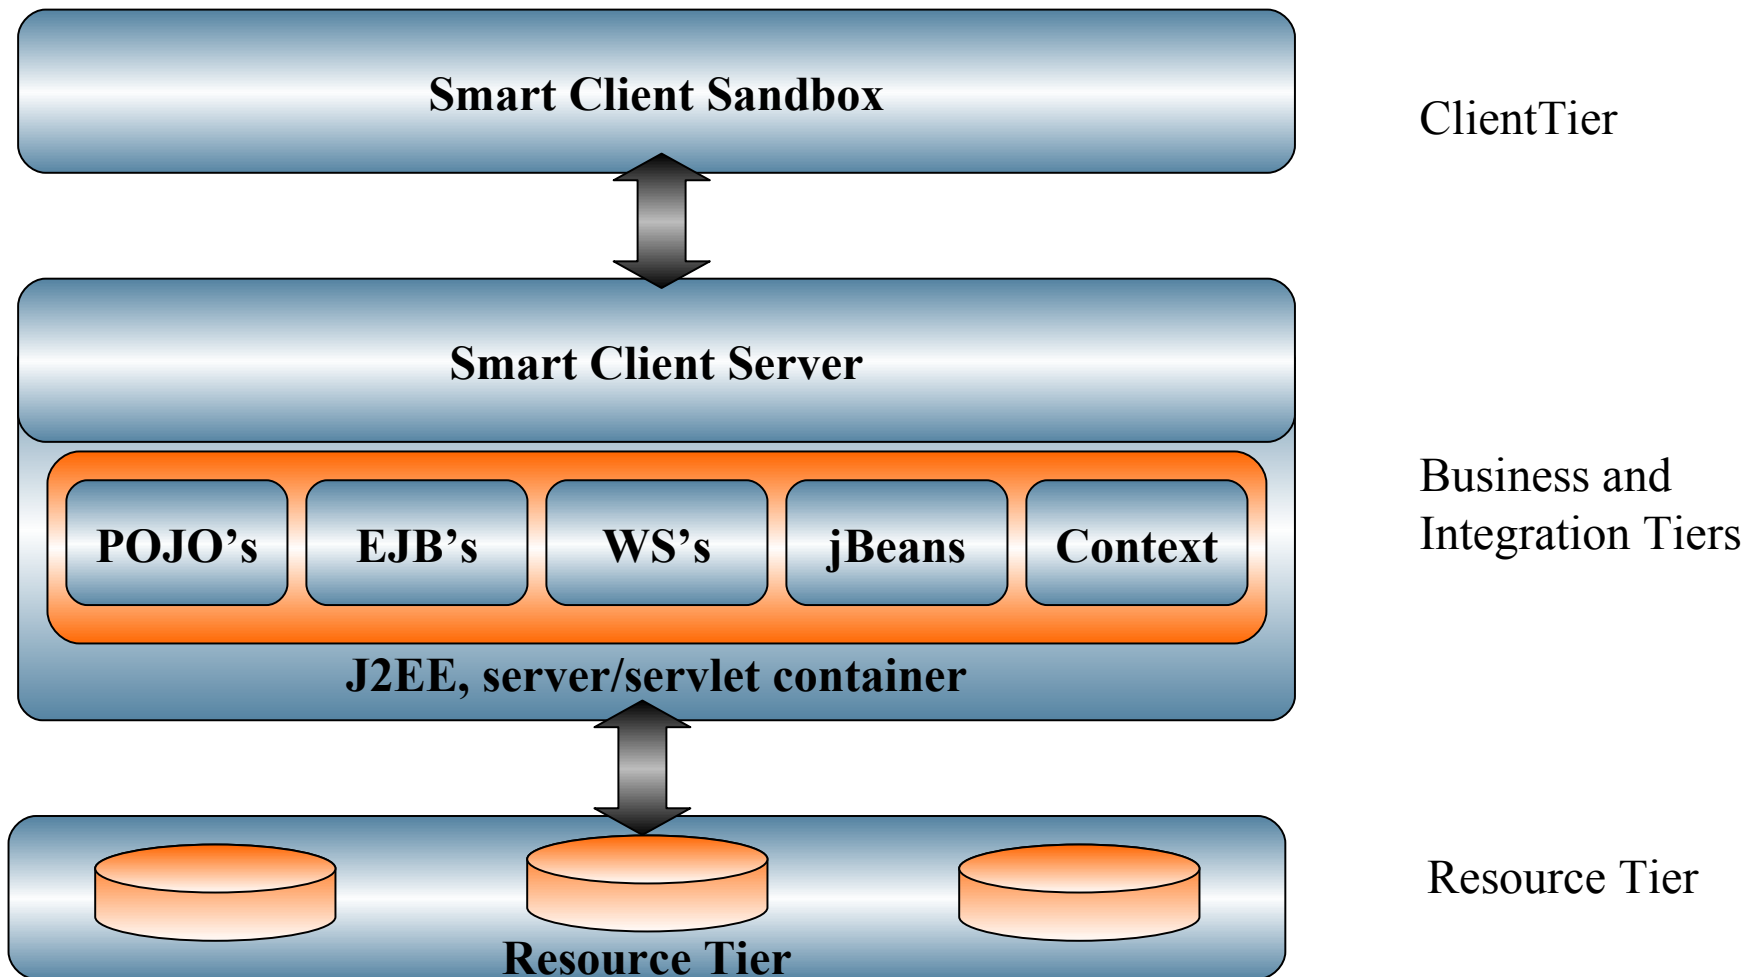 Smart Client Sandbox
ClientTier
Smart Client Server
Business and
Integration Tiers
POJO’s
EJB’s
WS’s
jBeans
Context
J2EE, server/servlet container
Resource Tier
Resource Tier